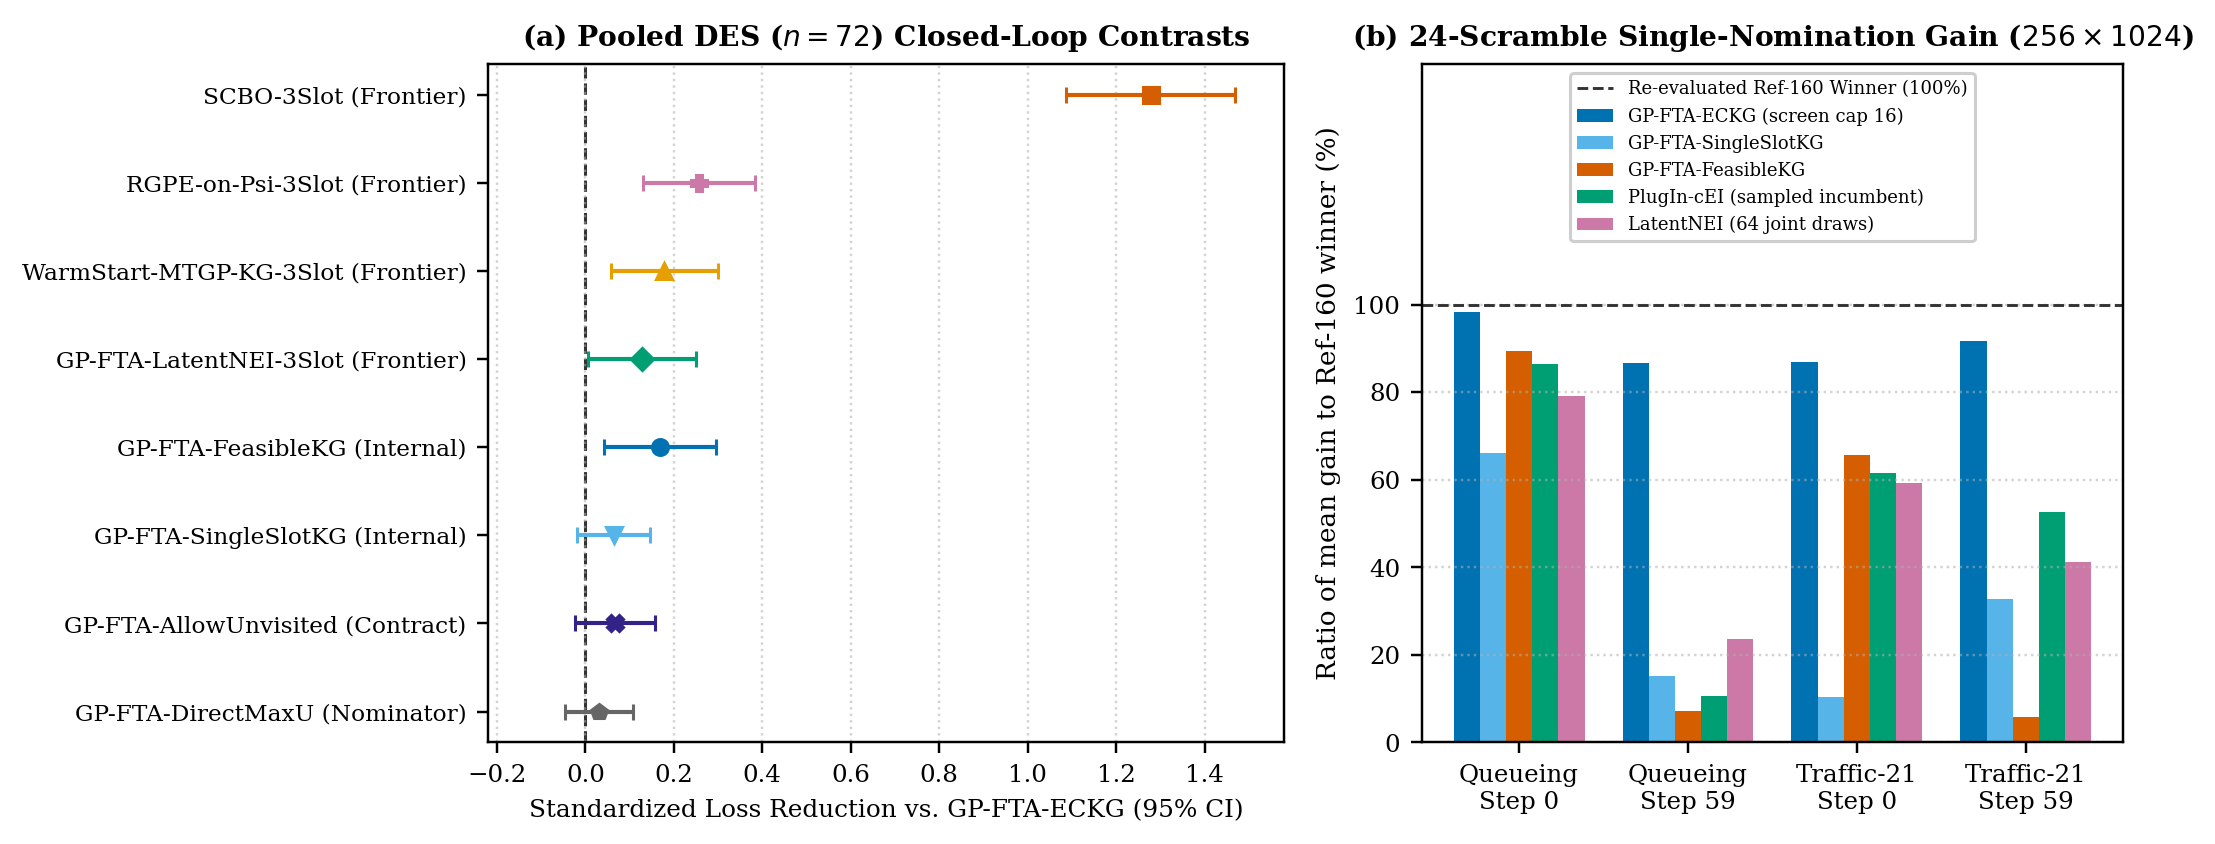 (a) Pooled DES (n = 72) Closed-Loop Contrasts
SCBO-3Slot (Frontier)
RGPE-on-Psi-3Slot (Frontier)
WarmStart-MTGP-KG-3Slot (Frontier)
GP-FTA-LatentNEI-3Slot (Frontier)
GP-FTA-FeasibleKG (Internal)
GP-FTA-SingleSlotKG (Internal)
GP-FTA-AllowUnvisited (Contract)
GP-FTA-DirectMaxU (Nominator)
−0.2 0.0 0.2 0.4 0.6 0.8 1.0 1.2 1.4
Standardized Loss Reduction vs. GP-FTA-ECKG (95% CI)
(b) 24-Scramble Single-Nomination Gain (256 × 1024)
Re-evaluated Ref-160 Winner (100%)
GP-FTA-ECKG (screen cap 16)
GP-FTA-SingleSlotKG
GP-FTA-FeasibleKG
PlugIn-cEI (sampled incumbent)
LatentNEI (64 joint draws)
Ratio of mean gain to Ref-160 winner (%)
100
80
60
40
20
0
Queueing
Step 0
Queueing
Step 59
Traffic-21
Step 0
Traffic-21
Step 59